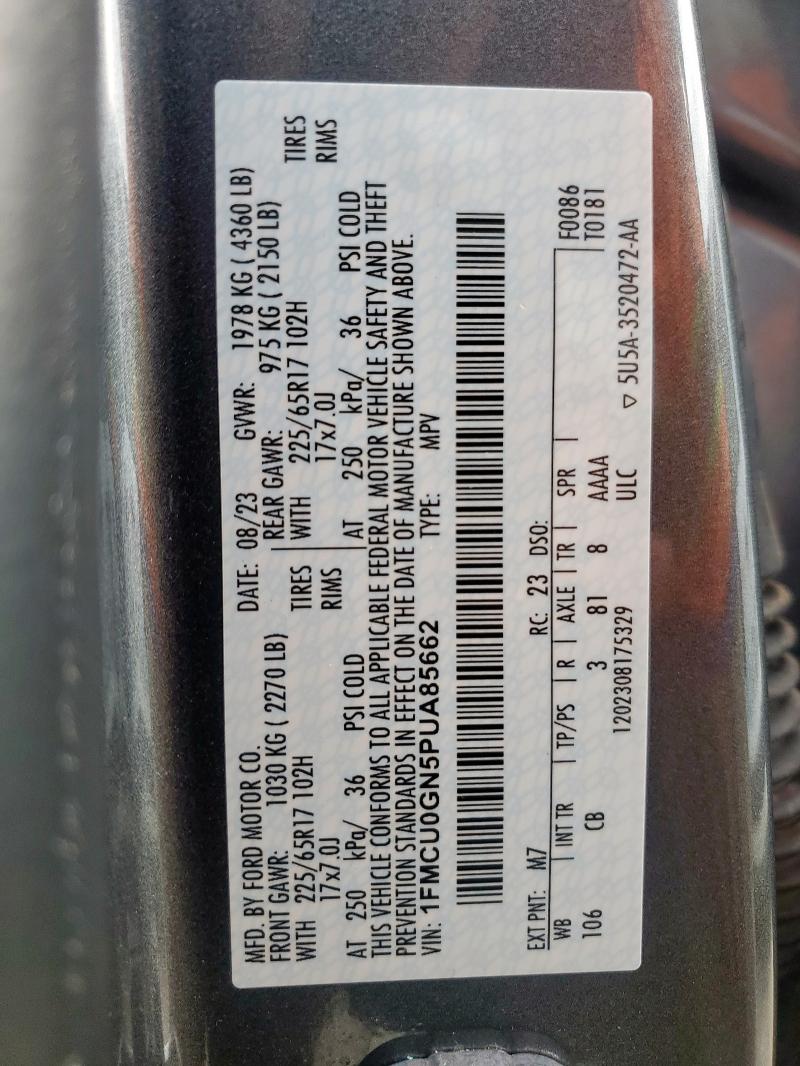 MFD. BY FORD MOTOR CO.
DATE: 08/23 GVWR: 1978 KG ( 4360 LB)
FRONT GAWR: 1030 KG ( 2270 LB) REAR GAWR: 975 KG ( 2150 LB)
WITH 225/65R17 102H TIRES WITH 225/65R17 102H TIRES
17x7.0J RIMS 17x7.0J RIMS
AT 250 kPa/ 36 PSI COLD AT 250 kPa/ 36 PSI COLD
THIS VEHICLE CONFORMS TO ALL APPLICABLE FEDERAL MOTOR VEHICLE SAFETY AND THEFT
PREVENTION STANDARDS IN EFFECT ON THE DATE OF MANUFACTURE SHOWN ABOVE.
VIN: 1FMCU0GN5PUA85662 TYPE: MPV
EXT PNT: M7 RC: 23 DSO:
WB INT TR TP/PS R AXLE TR SPR F0086
106 CB 3 81 8 AAAA T0181
1202308175329 ULC ▽ 5U5A-3520472-AA